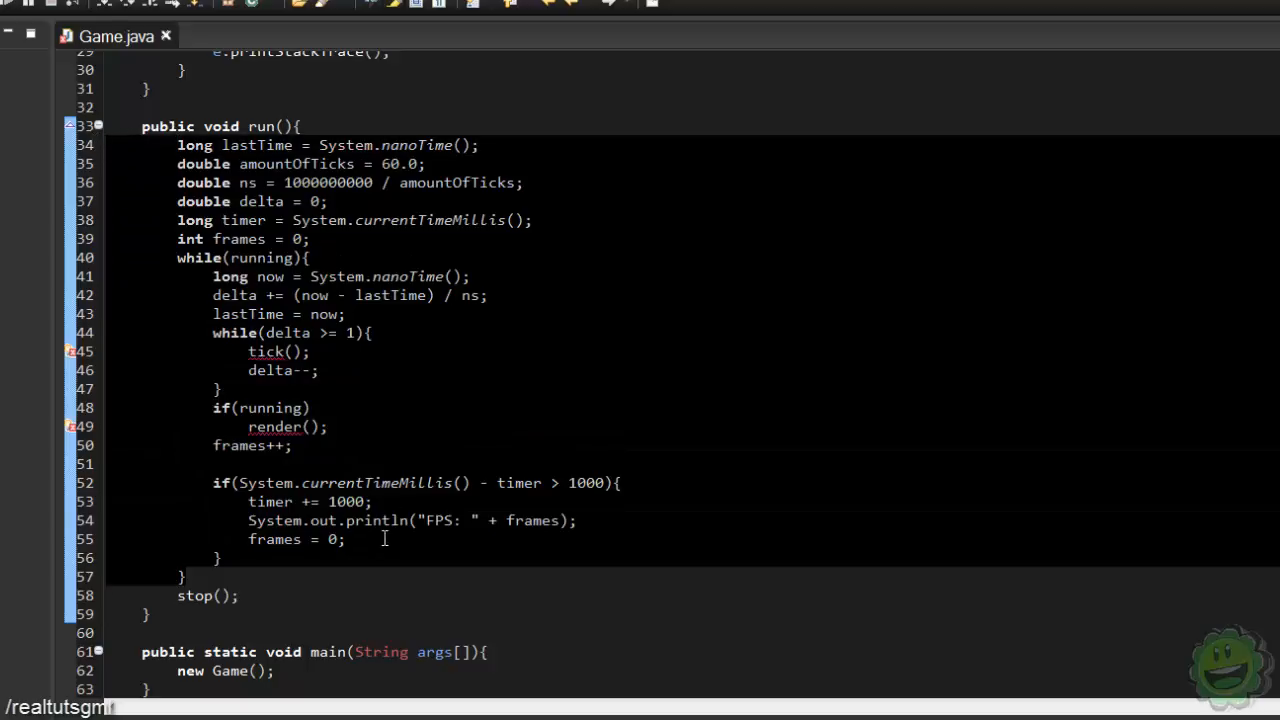 Game.java
29 e.printStackTrace();
30 }
31 }
32
33 public void run(){
34 long lastTime = System.nanoTime();
35 double amountOfTicks = 60.0;
36 double ns = 1000000000 / amountOfTicks;
37 double delta = 0;
38 long timer = System.currentTimeMillis();
39 int frames = 0;
40 while(running){
41 long now = System.nanoTime();
42 delta += (now - lastTime) / ns;
43 lastTime = now;
44 while(delta >= 1){
45 tick();
46 delta--;
47 }
48 if(running)
49 render();
50 frames++;
51
52 if(System.currentTimeMillis() - timer > 1000){
53 timer += 1000;
54 System.out.println("FPS: " + frames);
55 frames = 0;
56 }
57 }
58 stop();
59 }
60
61 public static void main(String args[]){
62 new Game();
63 }